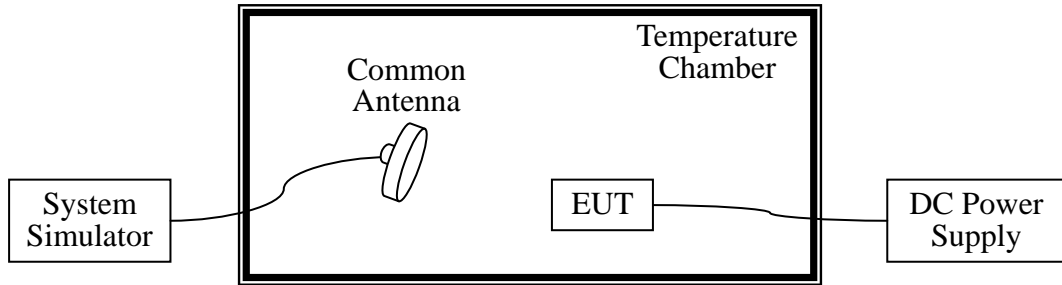 Temperature
Chamber
Common
Antenna
System
Simulator
EUT
DC Power
Supply